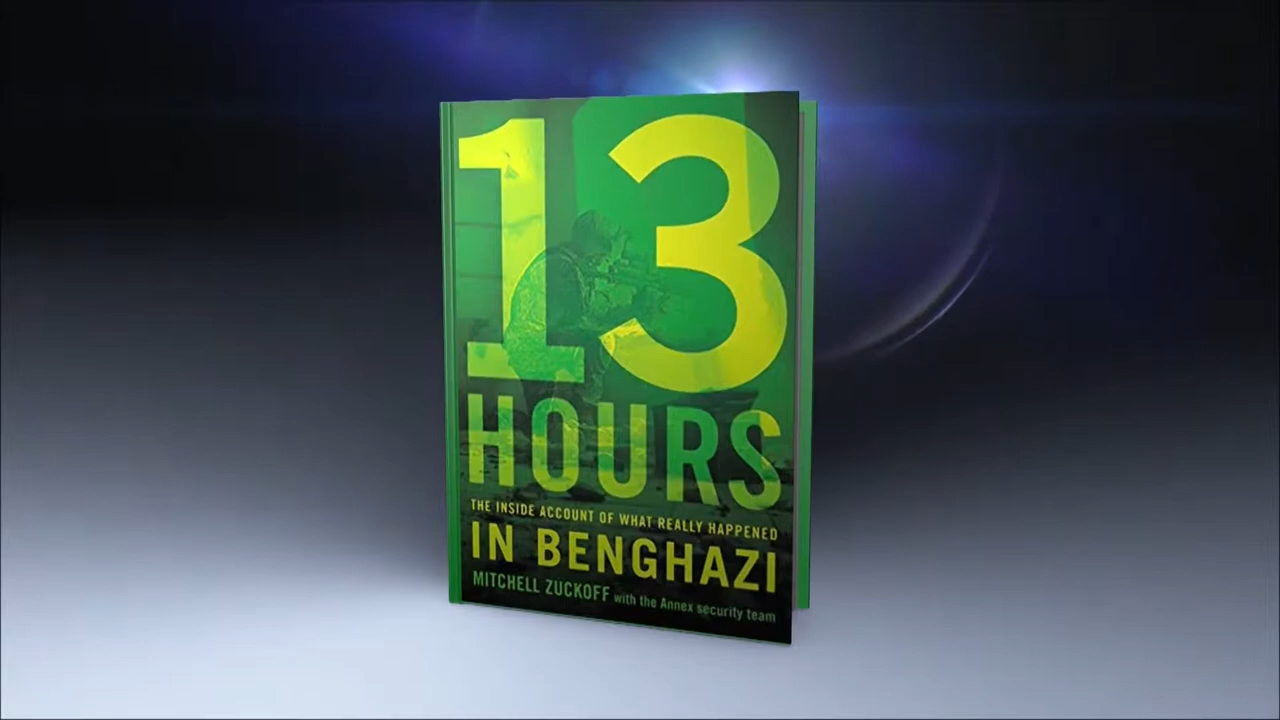 13
HOURS
THE INSIDE ACCOUNT OF WHAT REALLY HAPPENED
IN BENGHAZI
MITCHELL ZUCKOFF with the Annex security team